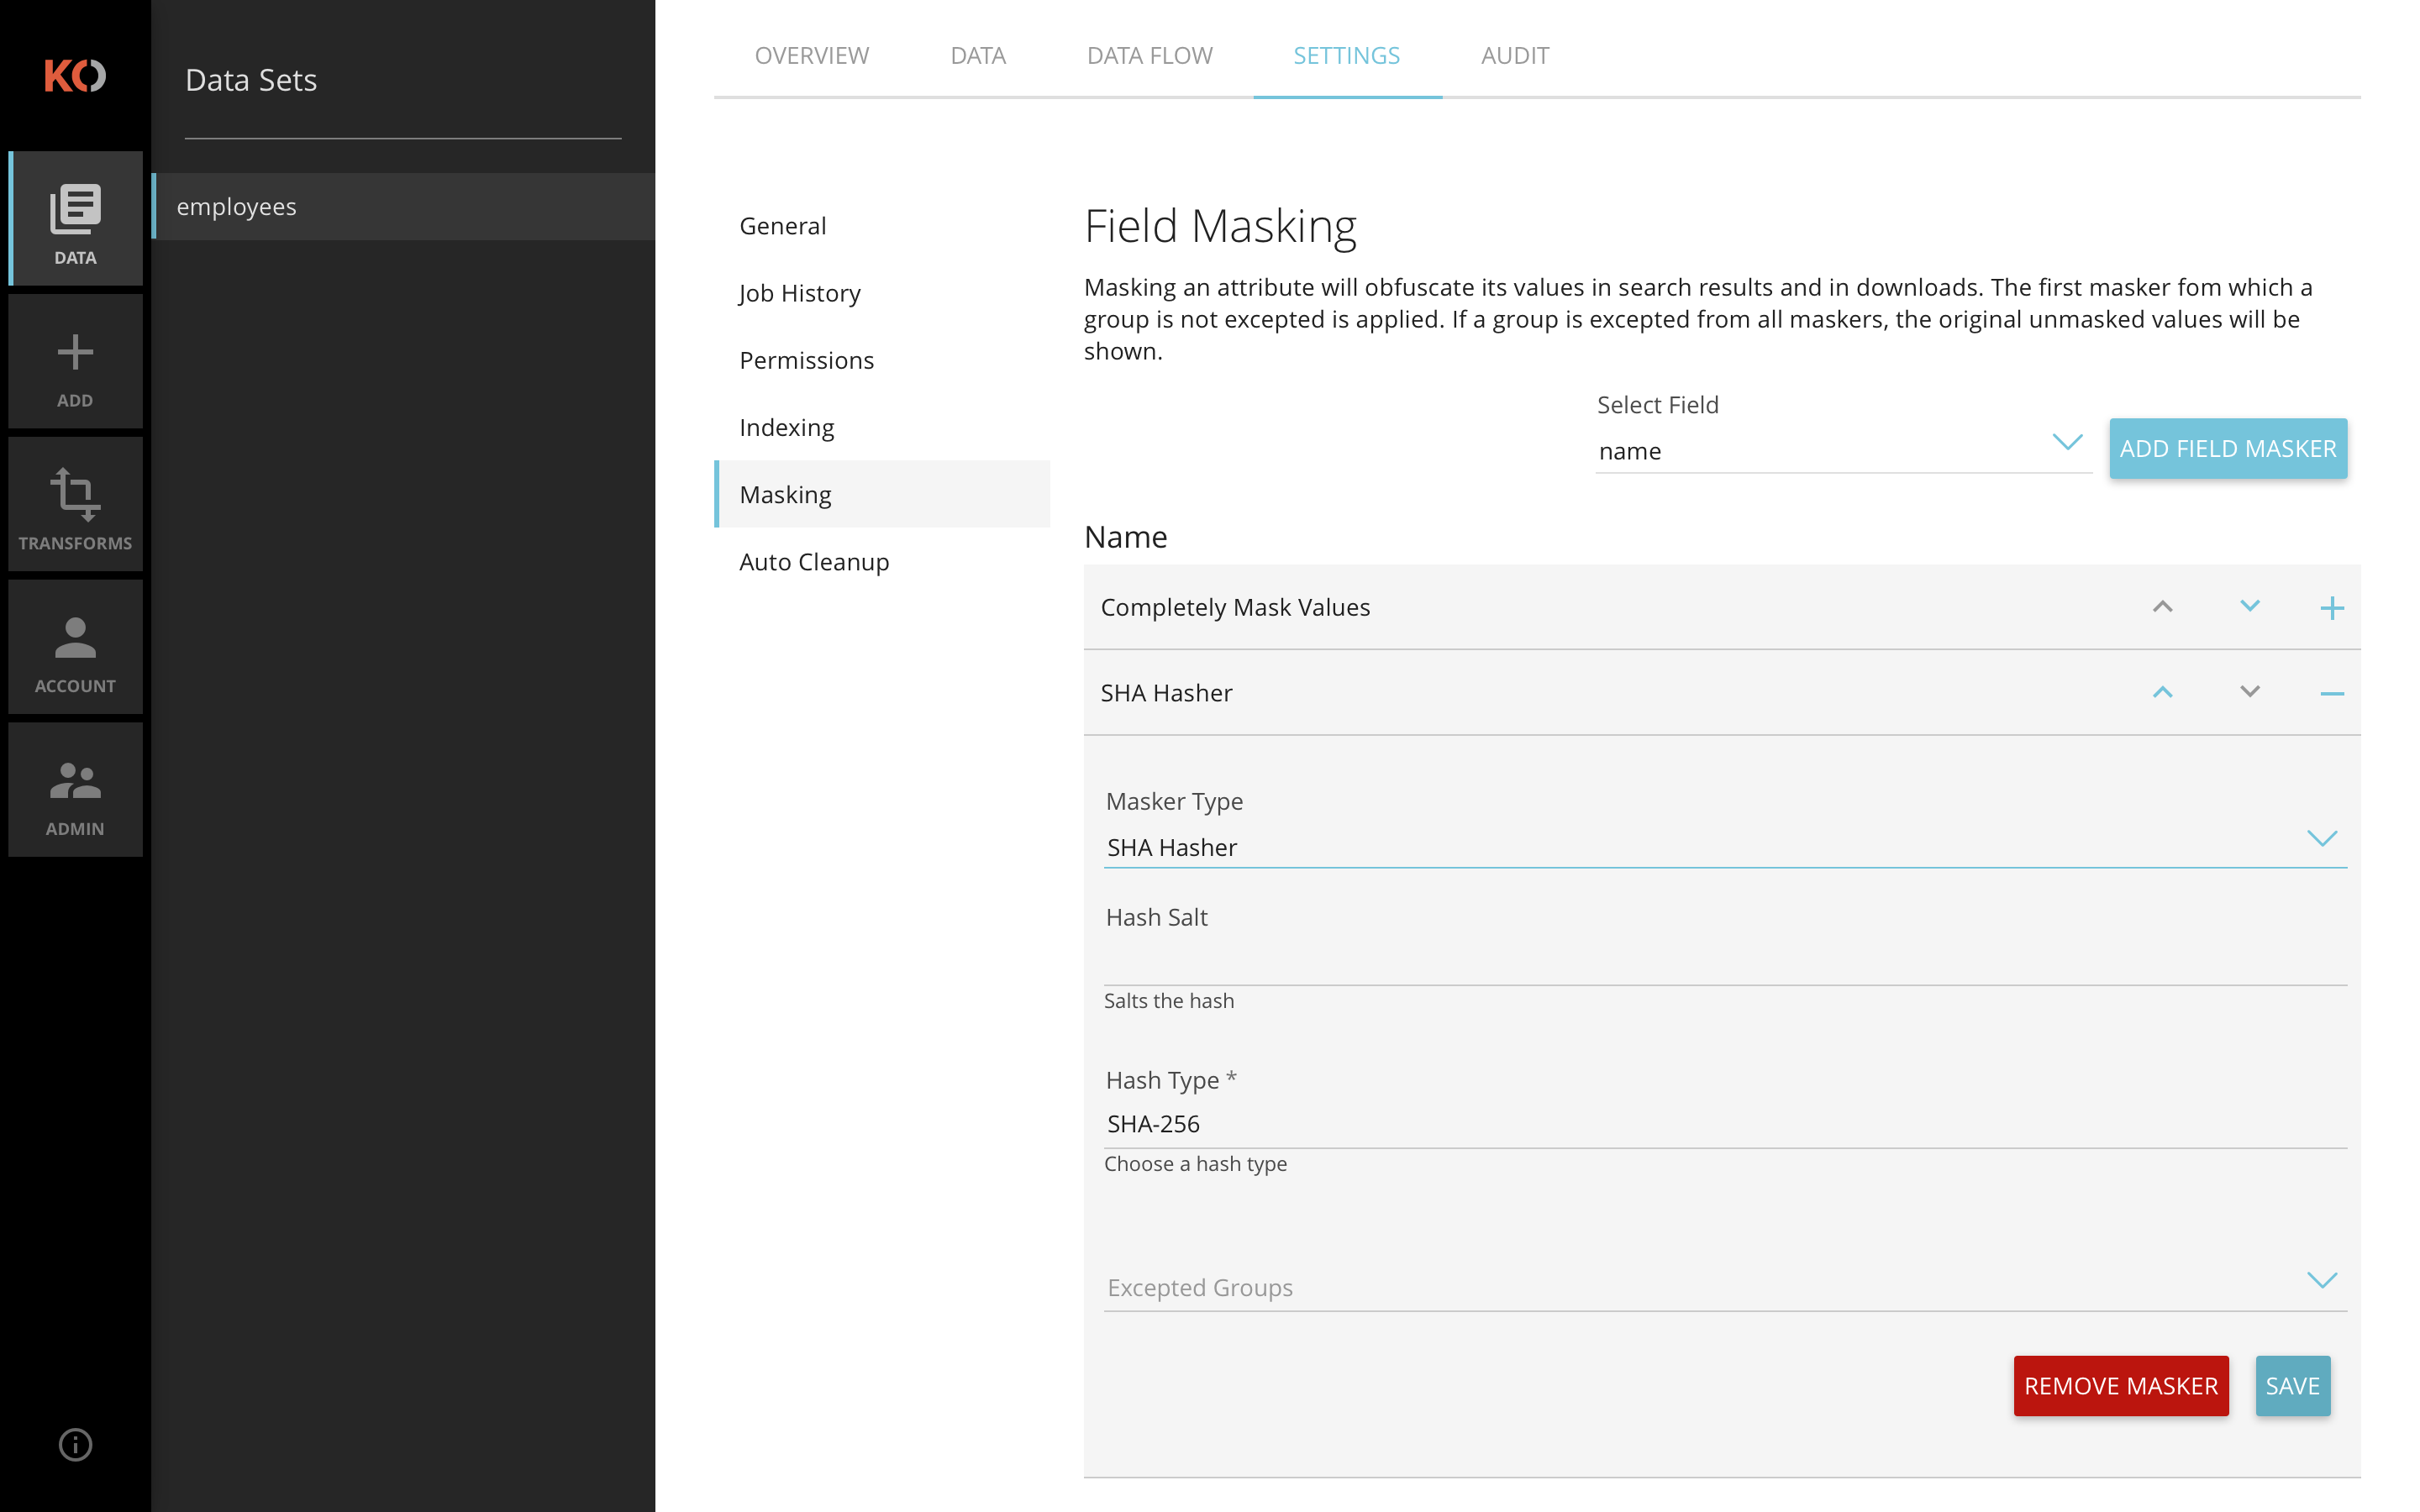 KO
DATA
ADD
TRANSFORMS
ACCOUNT
ADMIN
Data Sets
employees
OVERVIEW
DATA
DATA FLOW
SETTINGS
AUDIT
General
Job History
Permissions
Indexing
Masking
Auto Cleanup
Field Masking
Masking an attribute will obfuscate its values in search results and in downloads. The first masker fom which a
group is not excepted is applied. If a group is excepted from all maskers, the original unmasked values will be
shown.
Select Field
name
ADD FIELD MASKER
Name
Completely Mask Values
SHA Hasher
Masker Type
SHA Hasher
Hash Salt
Salts the hash
Hash Type *
SHA-256
Choose a hash type
Excepted Groups
REMOVE MASKER
SAVE